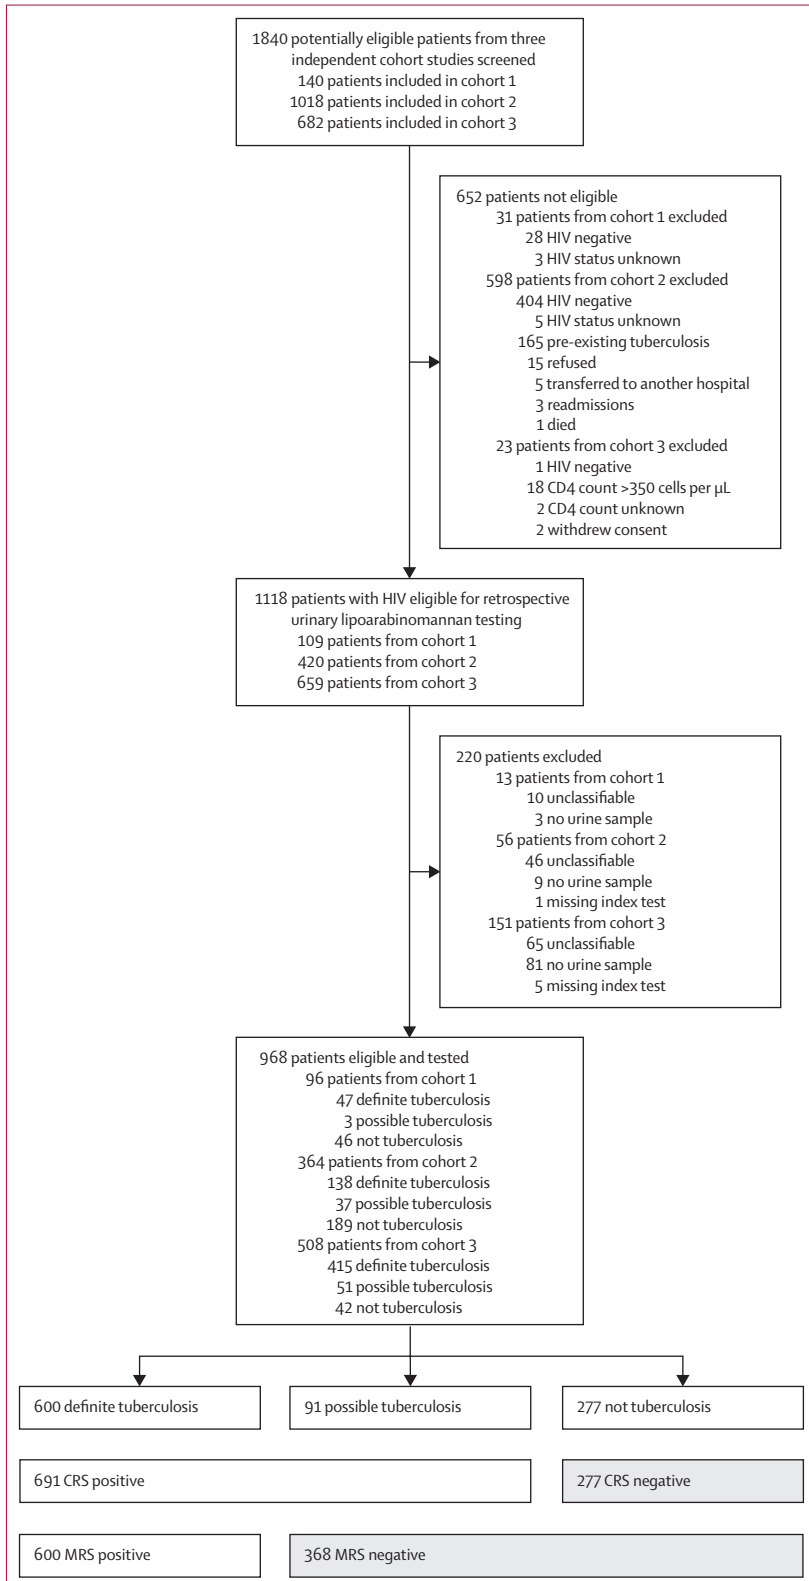 1840 potentially eligible patients from three
independent cohort studies screened
140 patients included in cohort 1
1018 patients included in cohort 2
682 patients included in cohort 3
652 patients not eligible
31 patients from cohort 1 excluded
28 HIV negative
3 HIV status unknown
598 patients from cohort 2 excluded
404 HIV negative
5 HIV status unknown
165 pre-existing tuberculosis
15 refused
5 transferred to another hospital
3 readmissions
1 died
23 patients from cohort 3 excluded
1 HIV negative
18 CD4 count >350 cells per µL
2 CD4 count unknown
2 withdrew consent
1118 patients with HIV eligible for retrospective
urinary lipoarabinomannan testing
109 patients from cohort 1
420 patients from cohort 2
659 patients from cohort 3
220 patients excluded
13 patients from cohort 1
10 unclassifiable
3 no urine sample
56 patients from cohort 2
46 unclassifiable
9 no urine sample
1 missing index test
151 patients from cohort 3
65 unclassifiable
81 no urine sample
5 missing index test
968 patients eligible and tested
96 patients from cohort 1
47 definite tuberculosis
3 possible tuberculosis
46 not tuberculosis
364 patients from cohort 2
138 definite tuberculosis
37 possible tuberculosis
189 not tuberculosis
508 patients from cohort 3
415 definite tuberculosis
51 possible tuberculosis
42 not tuberculosis
600 definite tuberculosis
91 possible tuberculosis
277 not tuberculosis
691 CRS positive
277 CRS negative
600 MRS positive
368 MRS negative